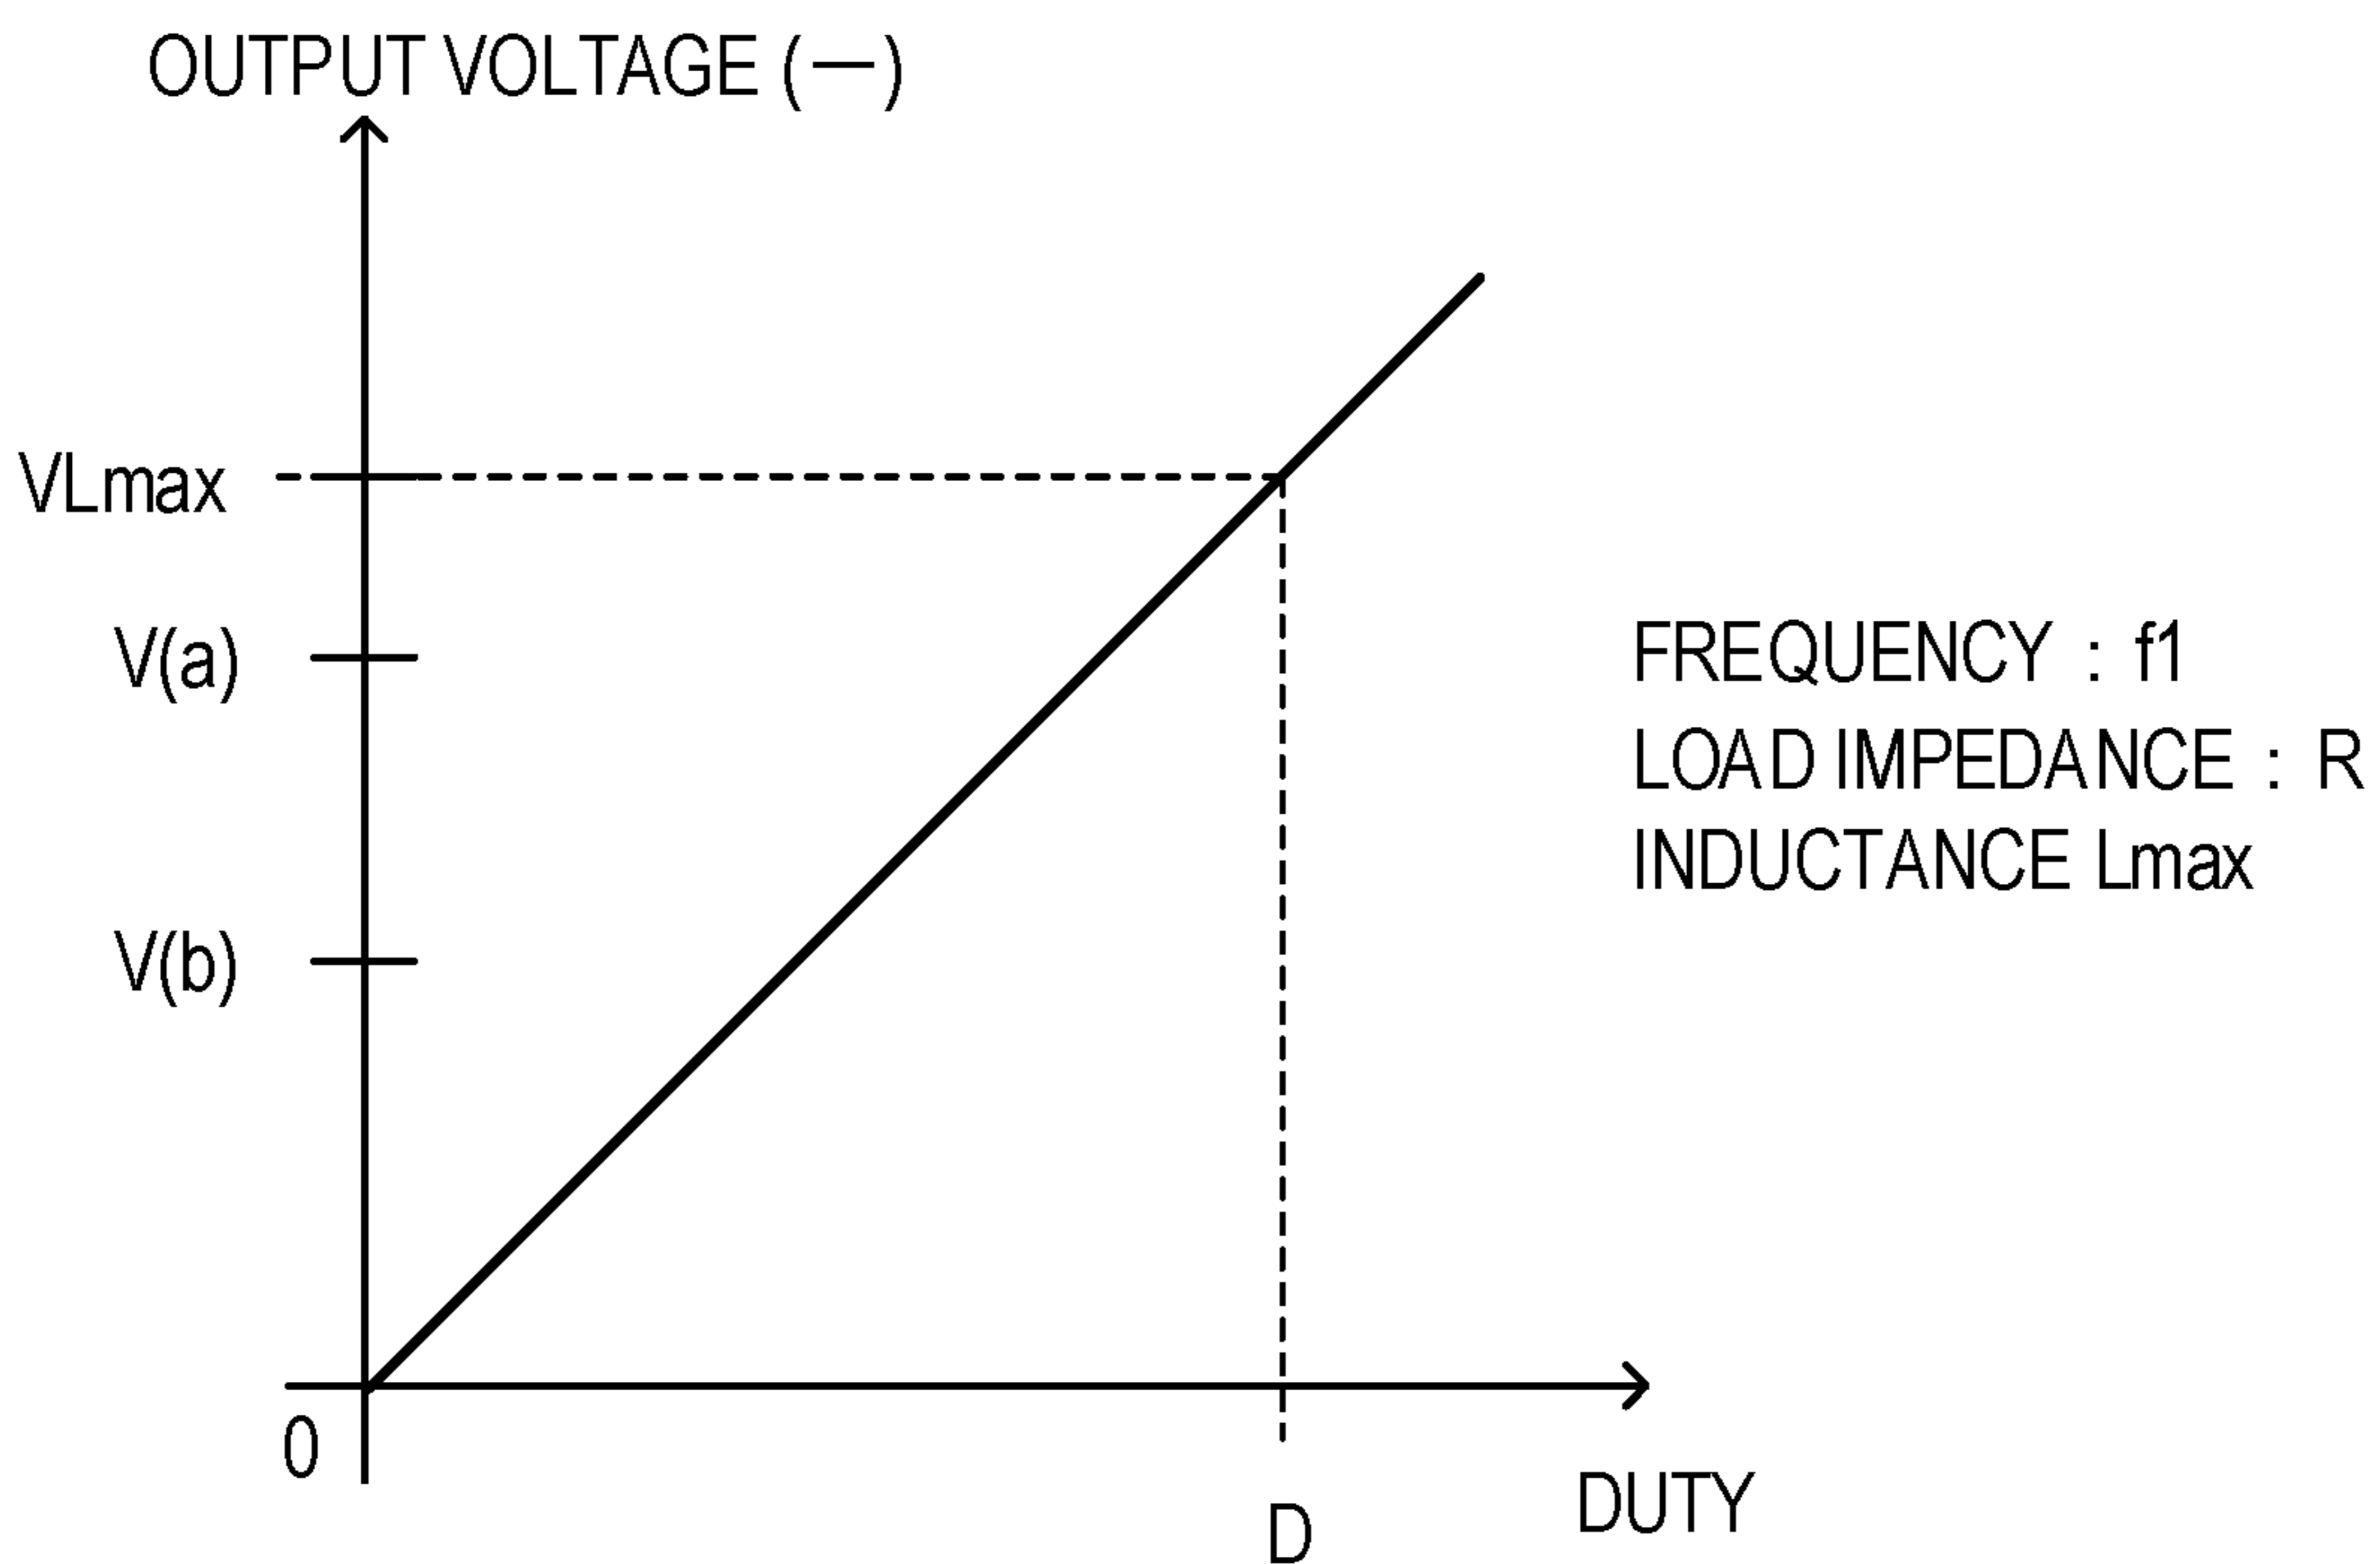 OUTPUT VOLTAGE (—)
VLmax
V(a)
FREQUENCY : f1
LOAD IMPEDANCE : R
INDUCTANCE Lmax
V(b)
0
DUTY
D